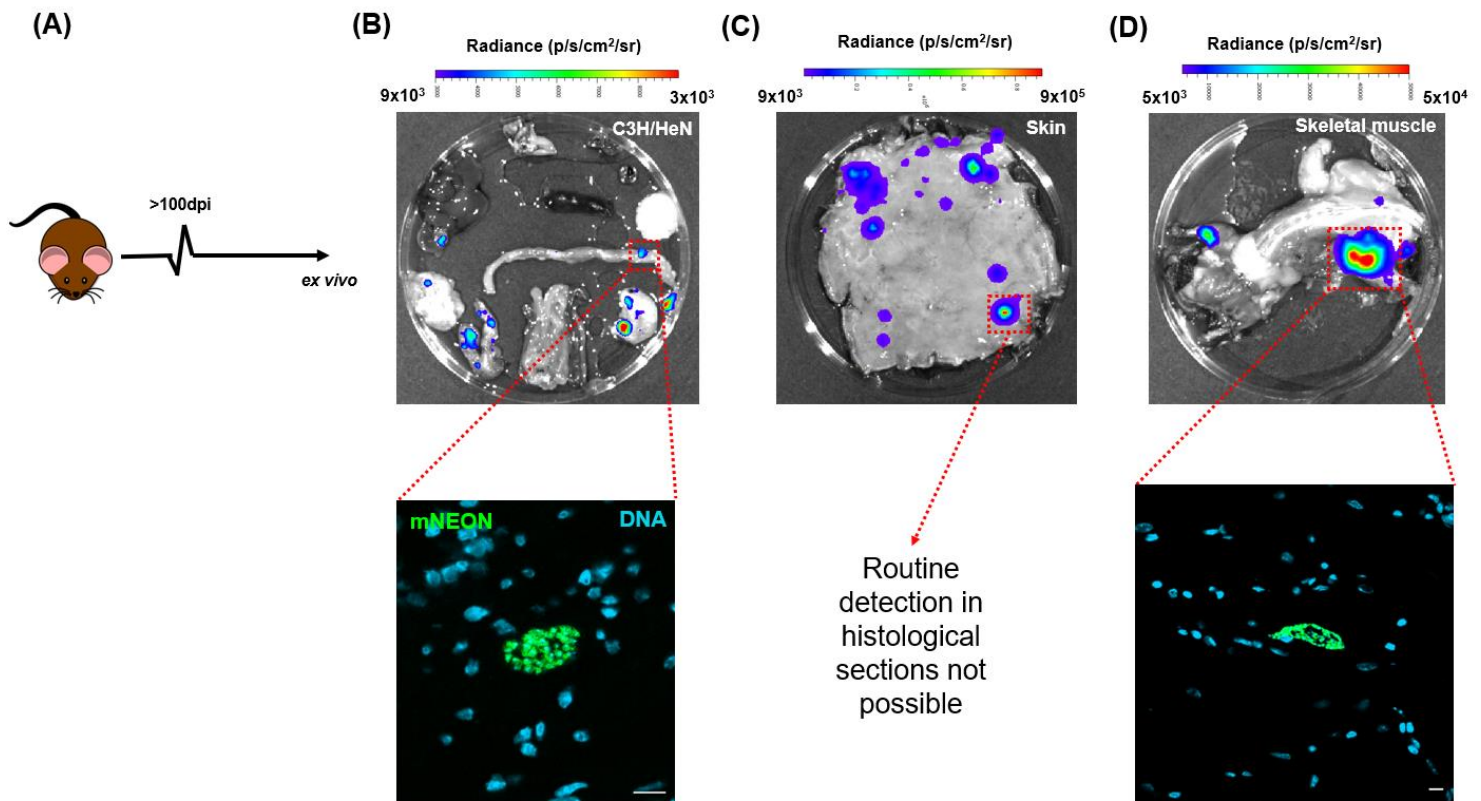 (A)
>100dpi
ex vivo
(B)
Radiance (p/s/cm²/sr)
9x10³
3x10³
C3H/HeN
mNEON
DNA
(C)
Radiance (p/s/cm²/sr)
9x10³
9x10⁵
Skin
Routine
detection in
histological
sections not
possible
(D)
Radiance (p/s/cm²/sr)
5x10³
5x10⁴
Skeletal muscle